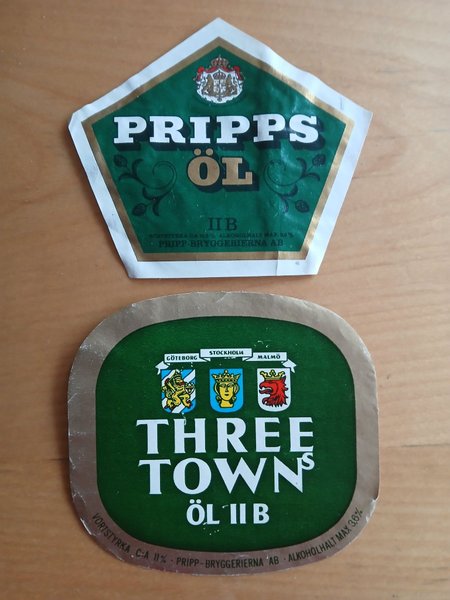 PRIPPS
ÖL
II B
PRIPP-BRYGGERIERNA AB
GÖTEBORG STOCKHOLM MALMÖ
THREE
TOWNs
ÖL II B
VÖRTSTYRKA C:A 11% · PRIPP-BRYGGERIERNA AB · ALKOHOLHALT MAX. 3.6%